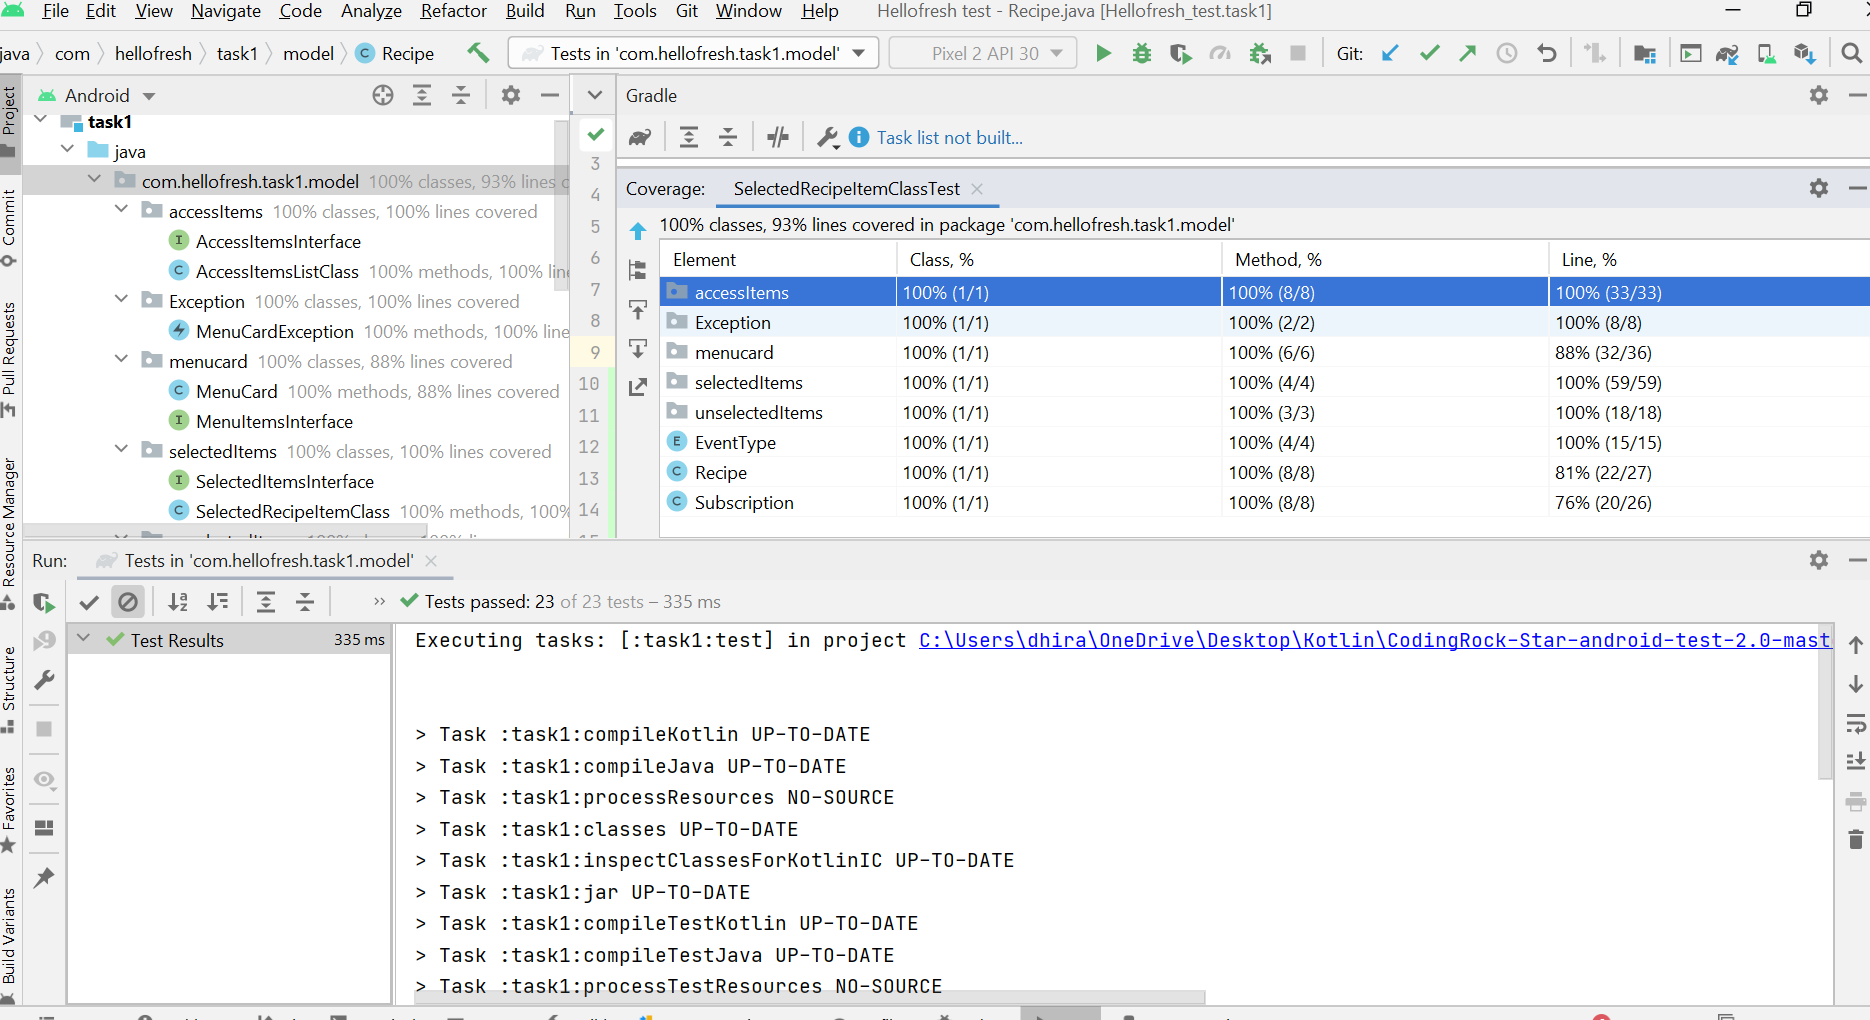 File Edit View Navigate Code Analyze Refactor Build Run Tools Git Window Help Hellofresh test - Recipe.java [Hellofresh_test.task1]
java com hellofresh task1 model C Recipe Tests in 'com.hellofresh.task1.model' Pixel 2 API 30 Git:
Project
Commit
Pull Requests
Resource Manager
Structure
Favorites
Build Variants
Android
task1
java
com.hellofresh.task1.model 100% classes, 93% lines c
accessItems 100% classes, 100% lines covered
I AccessItemsInterface
C AccessItemsListClass 100% methods, 100% line
Exception 100% classes, 100% lines covered
MenuCardException 100% methods, 100% line
menucard 100% classes, 88% lines covered
C MenuCard 100% methods, 88% lines covered
I MenuItemsInterface
selectedItems 100% classes, 100% lines covered
I SelectedItemsInterface
C SelectedRecipeItemClass 100% methods, 100%
3
4
5
6
7
8
9
10
11
12
13
14
Gradle
Task list not built...
Coverage: SelectedRecipeItemClassTest
100% classes, 93% lines covered in package 'com.hellofresh.task1.model'
Element Class, % Method, % Line, %
accessItems 100% (1/1) 100% (8/8) 100% (33/33)
Exception 100% (1/1) 100% (2/2) 100% (8/8)
menucard 100% (1/1) 100% (6/6) 88% (32/36)
selectedItems 100% (1/1) 100% (4/4) 100% (59/59)
unselectedItems 100% (1/1) 100% (3/3) 100% (18/18)
E EventType 100% (1/1) 100% (4/4) 100% (15/15)
C Recipe 100% (1/1) 100% (8/8) 81% (22/27)
C Subscription 100% (1/1) 100% (8/8) 76% (20/26)
Run: Tests in 'com.hellofresh.task1.model'
Tests passed: 23 of 23 tests – 335 ms
Test Results 335 ms
Executing tasks: [:task1:test] in project C:\Users\dhira\OneDrive\Desktop\Kotlin\CodingRock-Star-android-test-2.0-mast
> Task :task1:compileKotlin UP-TO-DATE
> Task :task1:compileJava UP-TO-DATE
> Task :task1:processResources NO-SOURCE
> Task :task1:classes UP-TO-DATE
> Task :task1:inspectClassesForKotlinIC UP-TO-DATE
> Task :task1:jar UP-TO-DATE
> Task :task1:compileTestKotlin UP-TO-DATE
> Task :task1:compileTestJava UP-TO-DATE
> Task :task1:processTestResources NO-SOURCE